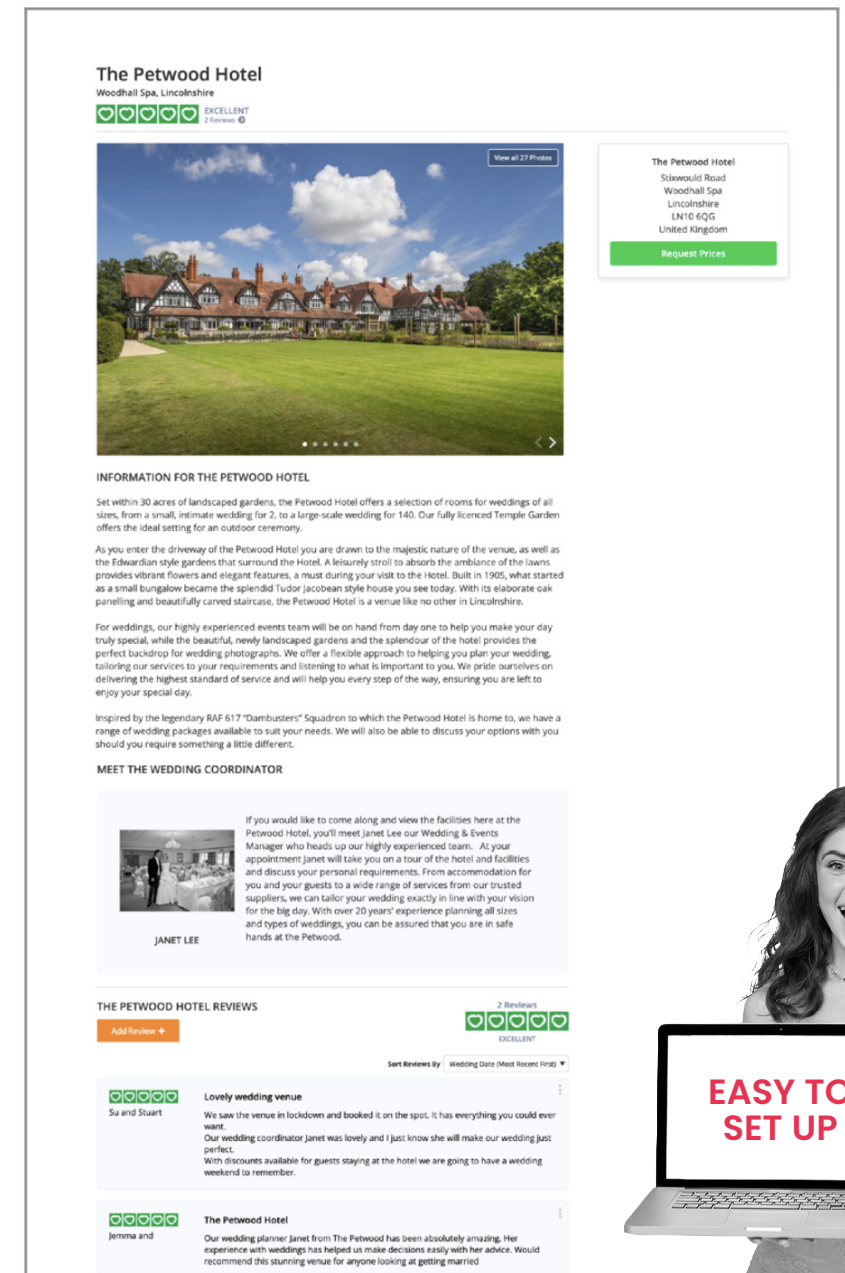 The Petwood Hotel
Woodhall Spa, Lincolnshire
EXCELLENT
2 Reviews
View all 27 Photos
The Petwood Hotel
Stixwould Road
Woodhall Spa
Lincolnshire
LN10 6QG
United Kingdom
Request Prices
INFORMATION FOR THE PETWOOD HOTEL
Set within 30 acres of landscaped gardens, the Petwood Hotel offers a selection of rooms for weddings of all
sizes, from a small, intimate wedding for 2, to a large-scale wedding for 140. Our fully licenced Temple Garden
offers the ideal setting for an outdoor ceremony.
As you enter the driveway of the Petwood Hotel you are drawn to the majestic nature of the venue, as well as
the Edwardian style gardens that surround the Hotel. A leisurely stroll to absorb the ambiance of the lawns
provides vibrant flowers and elegant features, a must during your visit to the Hotel. Built in 1905, what started
as a small bungalow became the splendid Tudor Jacobean style house you see today. With its elaborate oak
panelling and beautifully carved staircase, the Petwood Hotel is a venue like no other in Lincolnshire.
For weddings, our highly experienced events team will be on hand from day one to help you make your day
truly special, while the beautiful, newly landscaped gardens and the splendour of the hotel provides the
perfect backdrop for wedding photographs. We offer a flexible approach to helping you plan your wedding,
tailoring our services to your requirements and listening to what is important to you. We pride ourselves on
delivering the highest standard of service and will help you every step of the way, ensuring you are left to
enjoy your special day.
Inspired by the legendary RAF 617 "Dambusters" Squadron to which the Petwood Hotel is home to, we have a
range of wedding packages available to suit your needs. We will also be able to discuss your options with you
should you require something a little different.
MEET THE WEDDING COORDINATOR
If you would like to come along and view the facilities here at the
Petwood Hotel, you'll meet Janet Lee our Wedding & Events
Manager who heads up our highly experienced team. At your
appointment Janet will take you on a tour of the hotel and facilities
and discuss your personal requirements. From accommodation for
you and your guests to a wide range of services from our trusted
suppliers, we can tailor your wedding exactly in line with your vision
for the big day. With over 20 years' experience planning all sizes
and types of weddings, you can be assured that you are in safe
hands at the Petwood.
JANET LEE
THE PETWOOD HOTEL REVIEWS
2 Reviews
EXCELLENT
Add Review +
Sort Reviews By Wedding Date (Most Recent First) ▼
Su and Stuart
Lovely wedding venue
We saw the venue in lockdown and booked it on the spot. It has everything you could ever
want.
Our wedding coordinator Janet was lovely and I just know she will make our wedding just
perfect.
With discounts available for guests staying at the hotel we are going to have a wedding
weekend to remember.
Jemma and
The Petwood Hotel
Our wedding planner Janet from The Petwood has been absolutely amazing. Her
experience with weddings has helped us make decisions easily with her advice. Would
recommend this stunning venue for anyone looking at getting married
EASY TO
SET UP